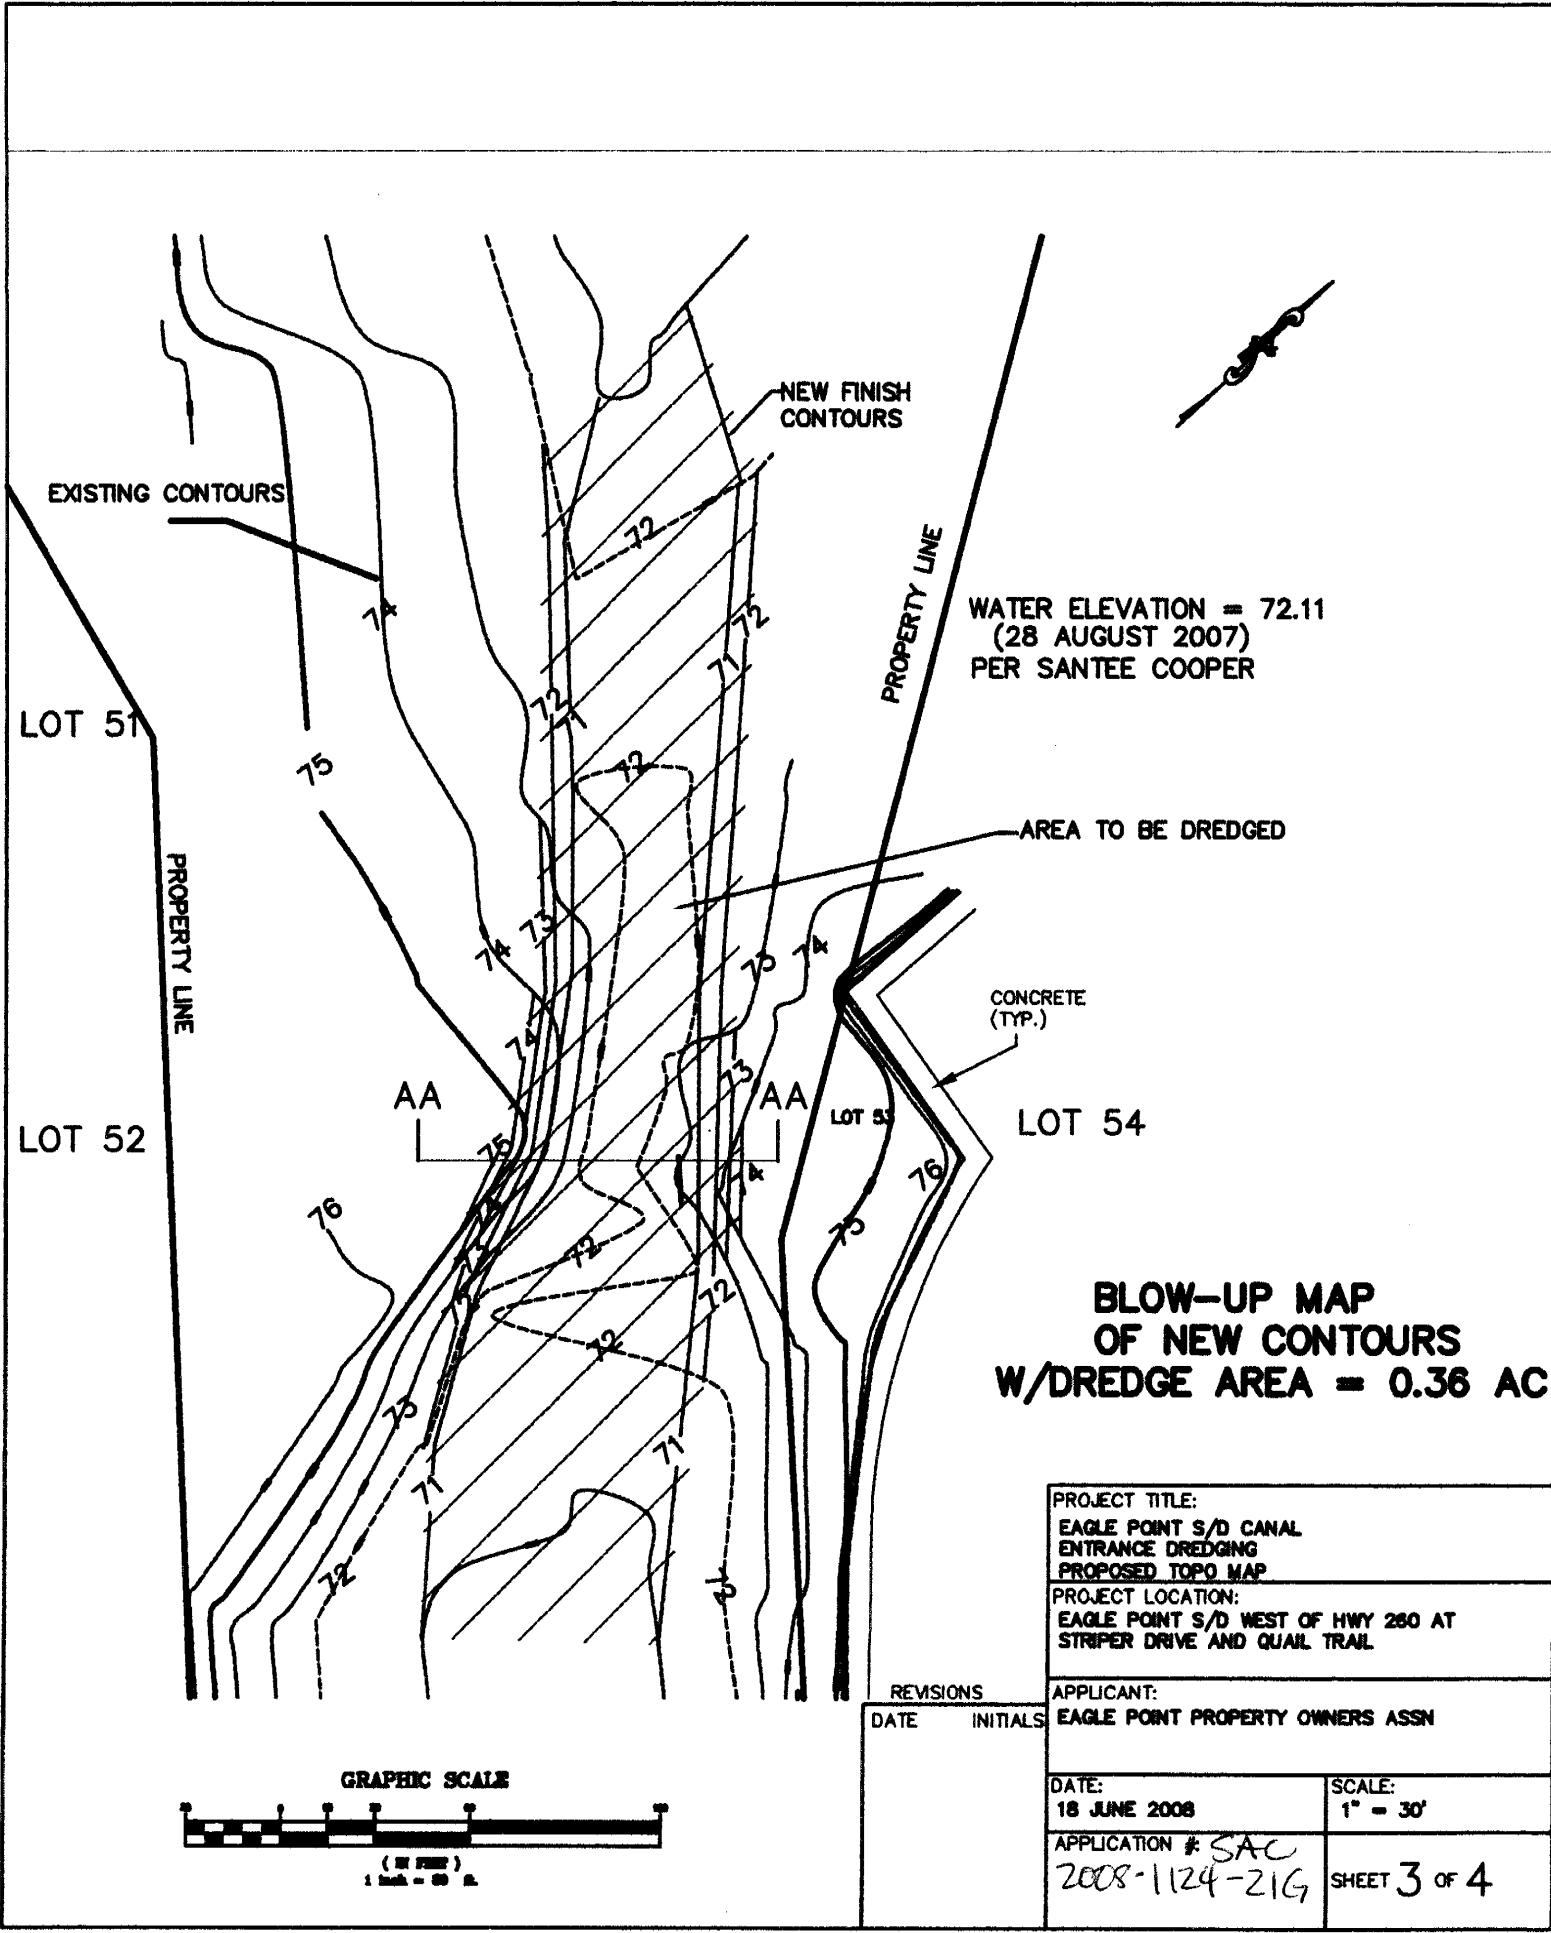 NEW FINISH
CONTOURS
EXISTING CONTOURS
72
74
PROPERTY LINE
WATER ELEVATION = 72.11
(28 AUGUST 2007)
PER SANTEE COOPER
72
71
72
71
LOT 51
75
72
AREA TO BE DREDGED
PROPERTY LINE
73
74
73
74
CONCRETE
(TYP.)
74
73
AA
AA
LOT 53
LOT 54
LOT 52
75
74
76
76
74
75
73
72
72
72
72
BLOW-UP MAP
OF NEW CONTOURS
W/DREDGE AREA = 0.36 AC
73
71
71
72
PROJECT TITLE:
EAGLE POINT S/D CANAL
ENTRANCE DREDGING
PROPOSED TOPO MAP
PROJECT LOCATION:
EAGLE POINT S/D WEST OF HWY 260 AT
STRIPER DRIVE AND QUAIL TRAIL
REVISIONS
DATE INITIALS
APPLICANT:
EAGLE POINT PROPERTY OWNERS ASSN
GRAPHIC SCALE
DATE:
18 JUNE 2008
SCALE:
1" = 30'
APPLICATION #: SAC
2008-1124-21G
SHEET 3 OF 4